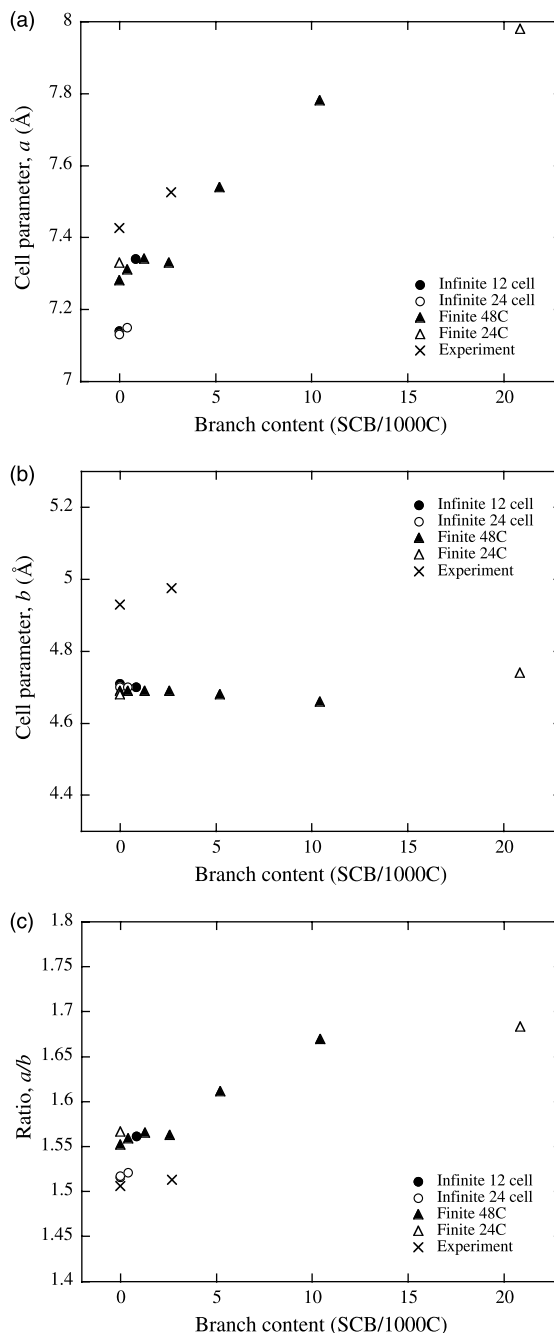 (a)
8
7.8
7.6
7.4
7.2
7
Cell parameter, a (Å)
Infinite 12 cell
Infinite 24 cell
Finite 48C
Finite 24C
Experiment
0 5 10 15 20
Branch content (SCB/1000C)
(b)
5.2
5
4.8
4.6
4.4
Cell parameter, b (Å)
Infinite 12 cell
Infinite 24 cell
Finite 48C
Finite 24C
Experiment
0 5 10 15 20
Branch content (SCB/1000C)
(c)
1.8
1.75
1.7
1.65
1.6
1.55
1.5
1.45
1.4
Ratio, a/b
Infinite 12 cell
Infinite 24 cell
Finite 48C
Finite 24C
Experiment
0 5 10 15 20
Branch content (SCB/1000C)